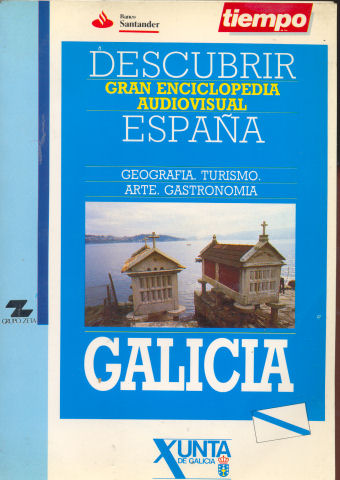 Banco
Santander
tiempo
DESCUBRIR
GRAN ENCICLOPEDIA
AUDIOVISUAL
ESPAÑA
GEOGRAFIA. TURISMO.
ARTE. GASTRONOMIA
GRUPO ZETA
GALICIA
XUNTA
DE GALICIA